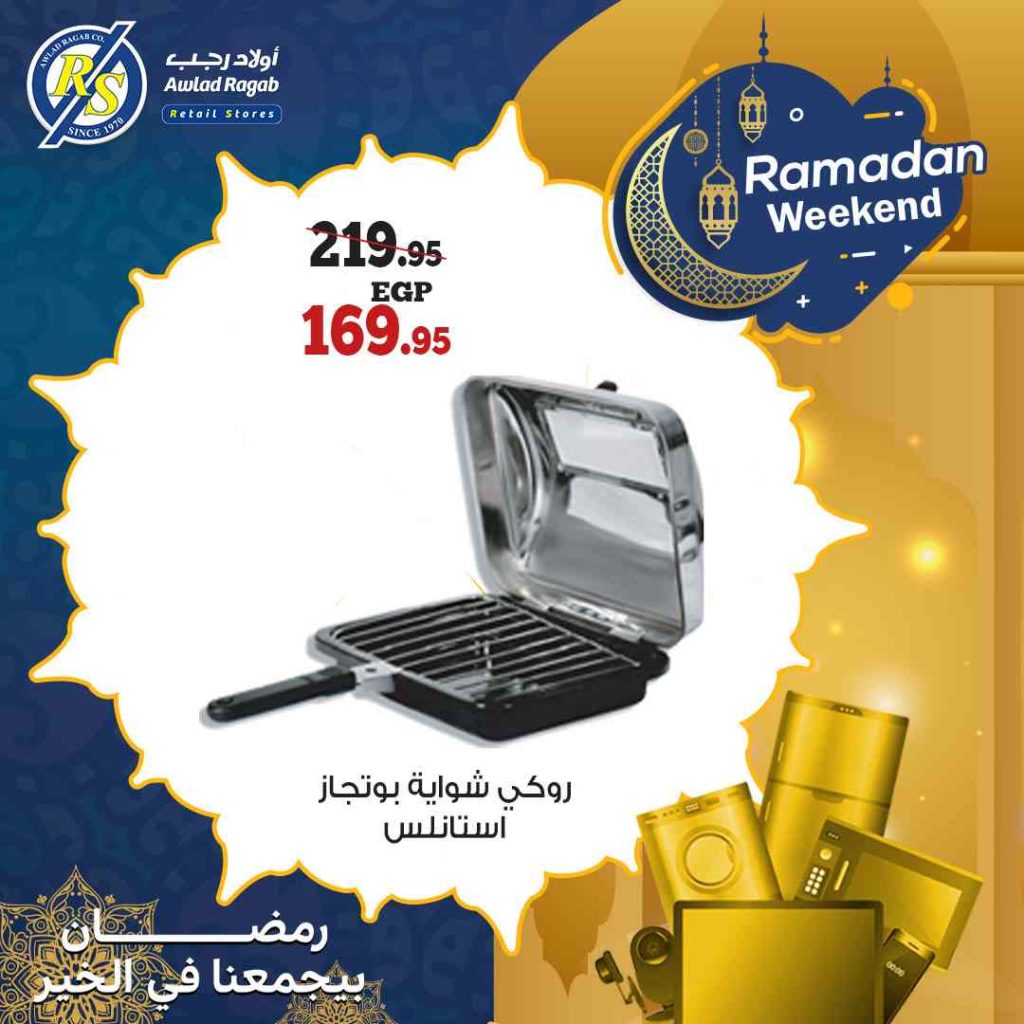 AWLAD RAGAB CO.
RS
SINCE 1970
أولاد رجب
Awlad Ragab
Retail Stores
Ramadan
Weekend
219.95
EGP
169.95
روكي شواية بوتجاز
استانلس
رمضـــــــان
بيجمعنا في الخير